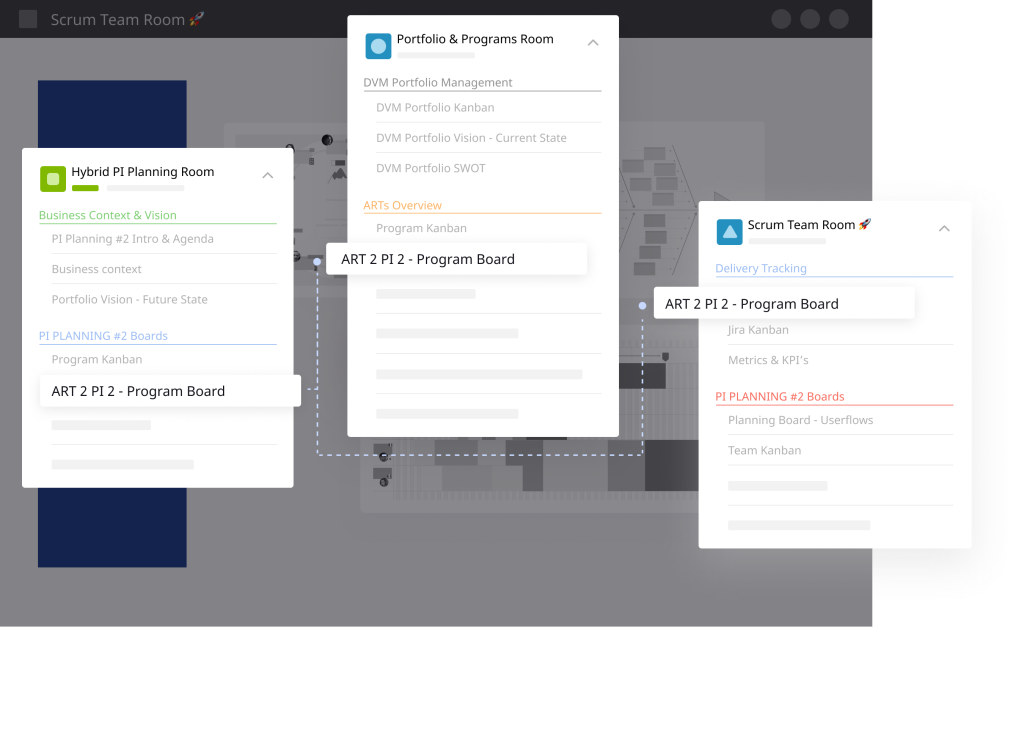 Scrum Team Room 🚀
Hybrid PI Planning Room
Business Context & Vision
PI Planning #2 Intro & Agenda
Business context
Portfolio Vision - Future State
PI PLANNING #2 Boards
Program Kanban
ART 2 PI 2 - Program Board
Portfolio & Programs Room
DVM Portfolio Management
DVM Portfolio Kanban
DVM Portfolio Vision - Current State
DVM Portfolio SWOT
ARTs Overview
Program Kanban
ART 2 PI 2 - Program Board
Scrum Team Room 🚀
Delivery Tracking
ART 2 PI 2 - Program Board
Jira Kanban
Metrics & KPI's
PI PLANNING #2 Boards
Planning Board - Userflows
Team Kanban